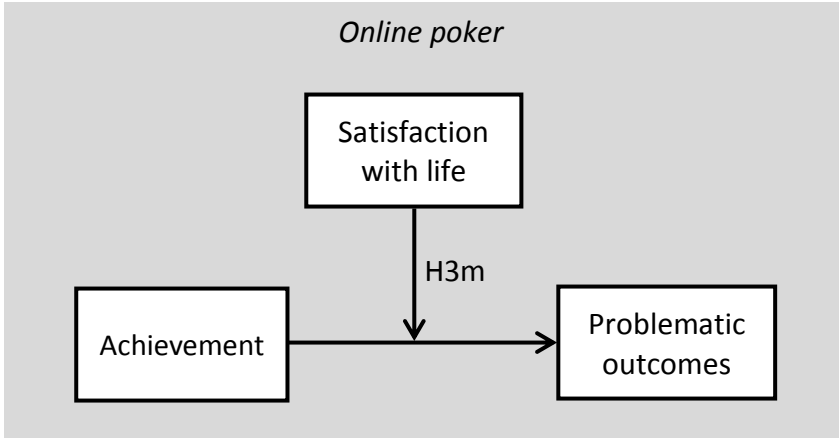 Online poker
Satisfaction
with life
H3m
Achievement
Problematic
outcomes